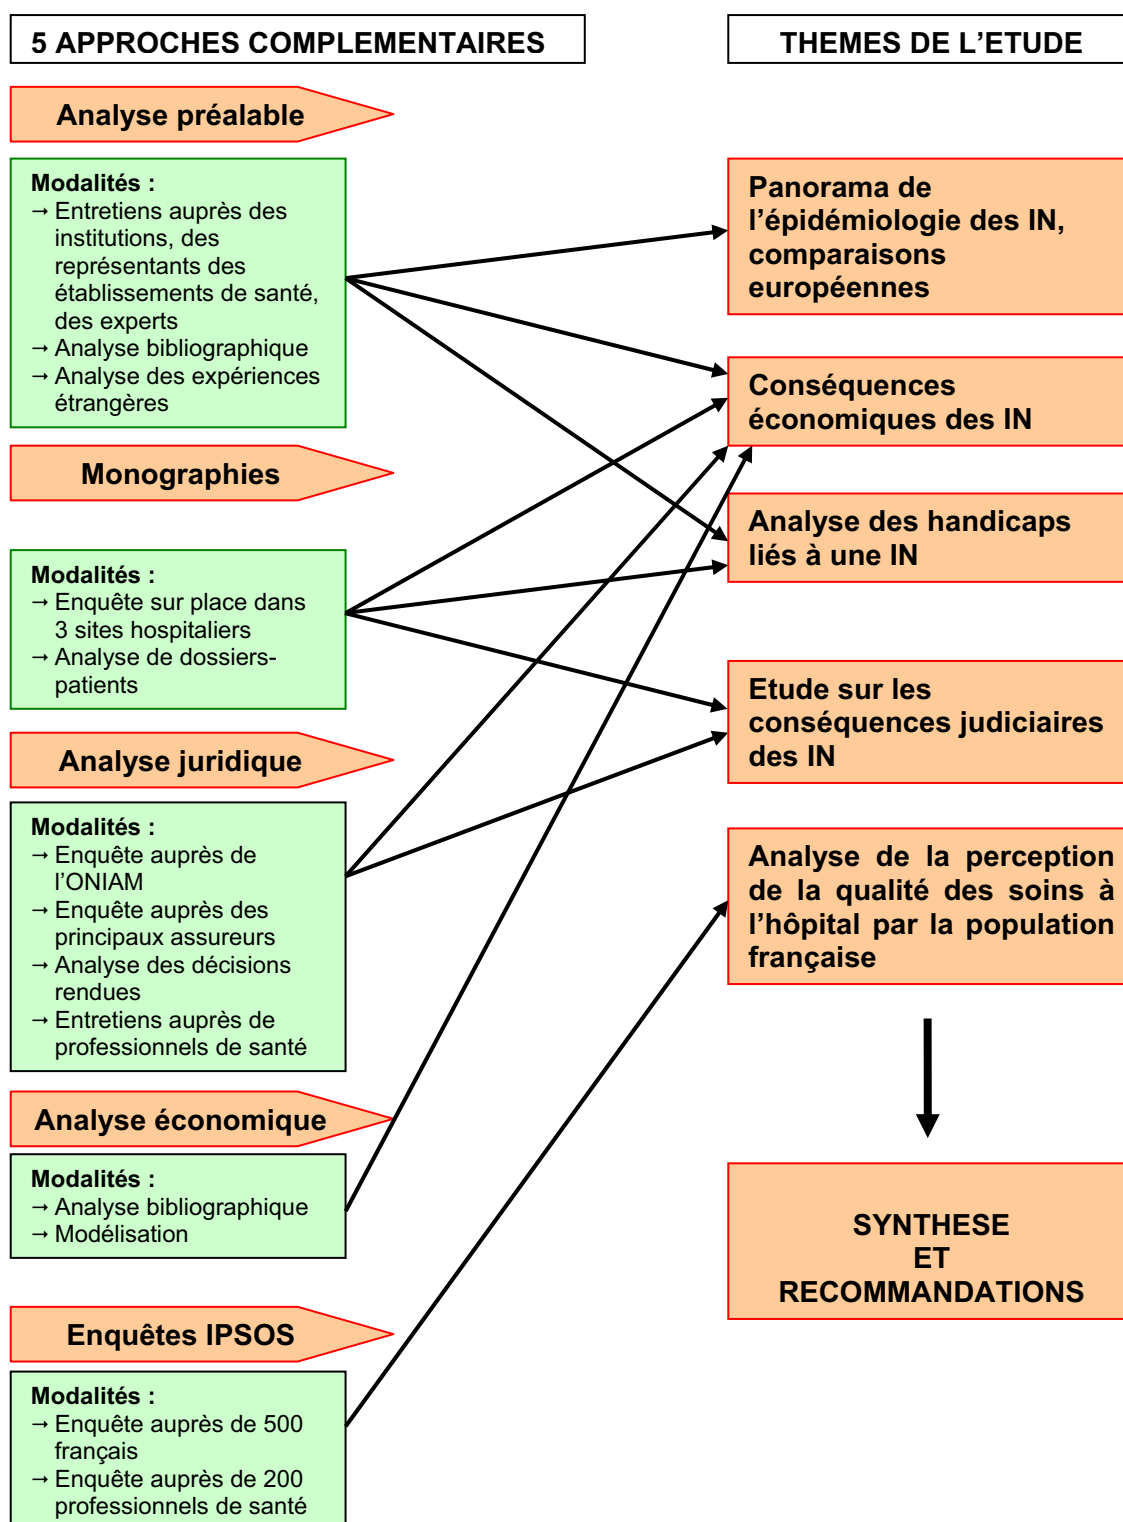 5 APPROCHES COMPLEMENTAIRES
Analyse préalable
Modalités :
→ Entretiens auprès des
institutions, des
représentants des
établissements de santé,
des experts
→ Analyse bibliographique
→ Analyse des expériences
étrangères
Monographies
Modalités :
→ Enquête sur place dans
3 sites hospitaliers
→ Analyse de dossiers-
patients
Analyse juridique
Modalités :
→ Enquête auprès de
l’ONIAM
→ Enquête auprès des
principaux assureurs
→ Analyse des décisions
rendues
→ Entretiens auprès de
professionnels de santé
Analyse économique
Modalités :
→ Analyse bibliographique
→ Modélisation
Enquêtes IPSOS
Modalités :
→ Enquête auprès de 500
français
→ Enquête auprès de 200
professionnels de santé
THEMES DE L’ETUDE
Panorama de
l’épidémiologie des IN,
comparaisons
européennes
Conséquences
économiques des IN
Analyse des handicaps
liés à une IN
Etude sur les
conséquences judiciaires
des IN
Analyse de la perception
de la qualité des soins à
l’hôpital par la population
française
SYNTHESE
ET
RECOMMANDATIONS